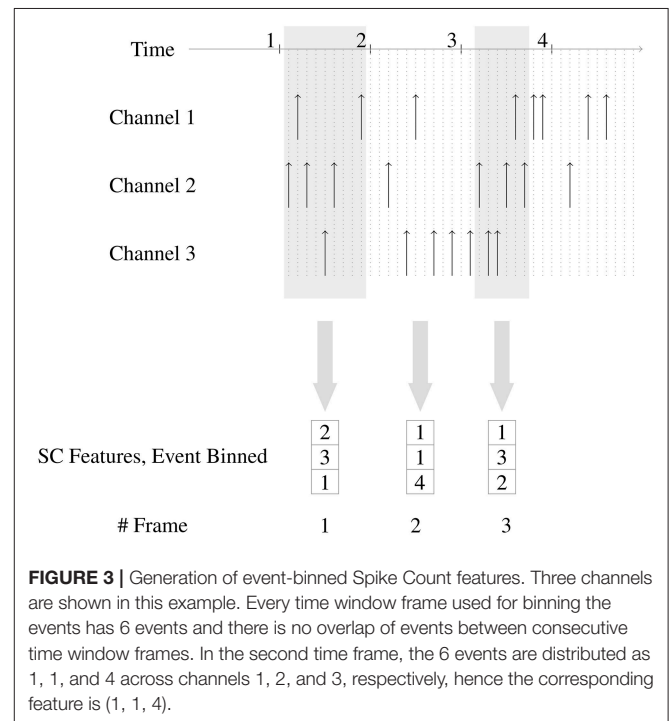 1 2 3 4
Time
Channel 1
Channel 2
Channel 3
2 1 1
SC Features, Event Binned 3 1 3
1 4 2
# Frame 1 2 3
FIGURE 3 | Generation of event-binned Spike Count features. Three channels
are shown in this example. Every time window frame used for binning the
events has 6 events and there is no overlap of events between consecutive
time window frames. In the second time frame, the 6 events are distributed as
1, 1, and 4 across channels 1, 2, and 3, respectively, hence the corresponding
feature is (1, 1, 4).